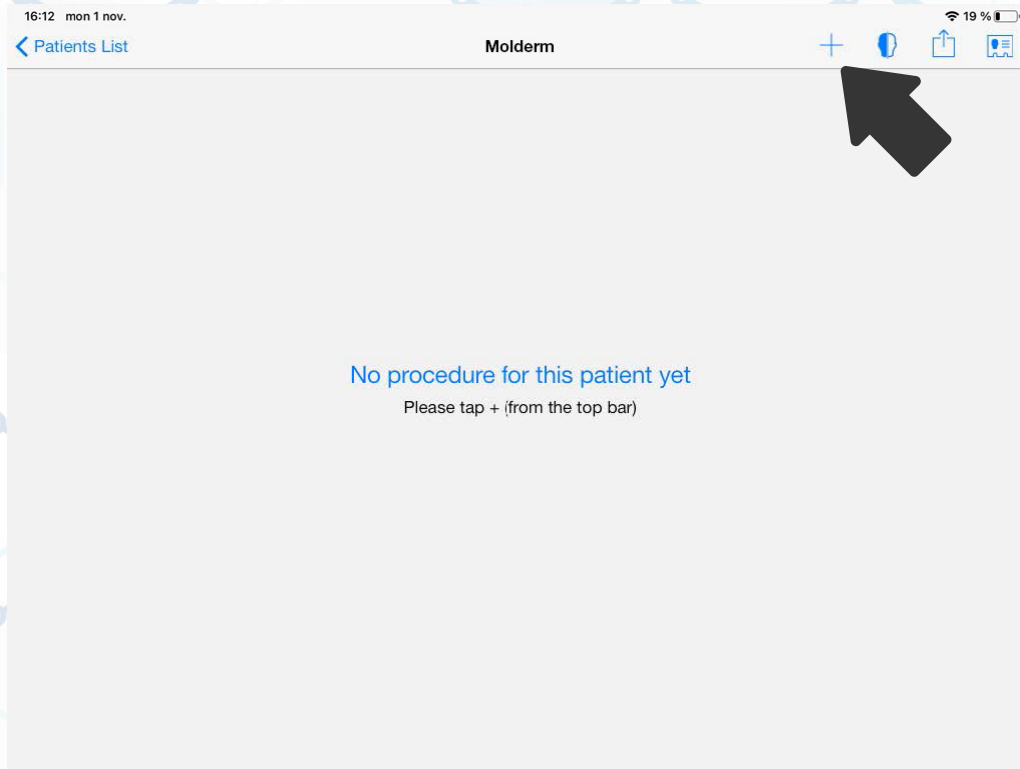 16:12 mon 1 nov.
19 %
Patients List
Molderm
No procedure for this patient yet
Please tap + (from the top bar)